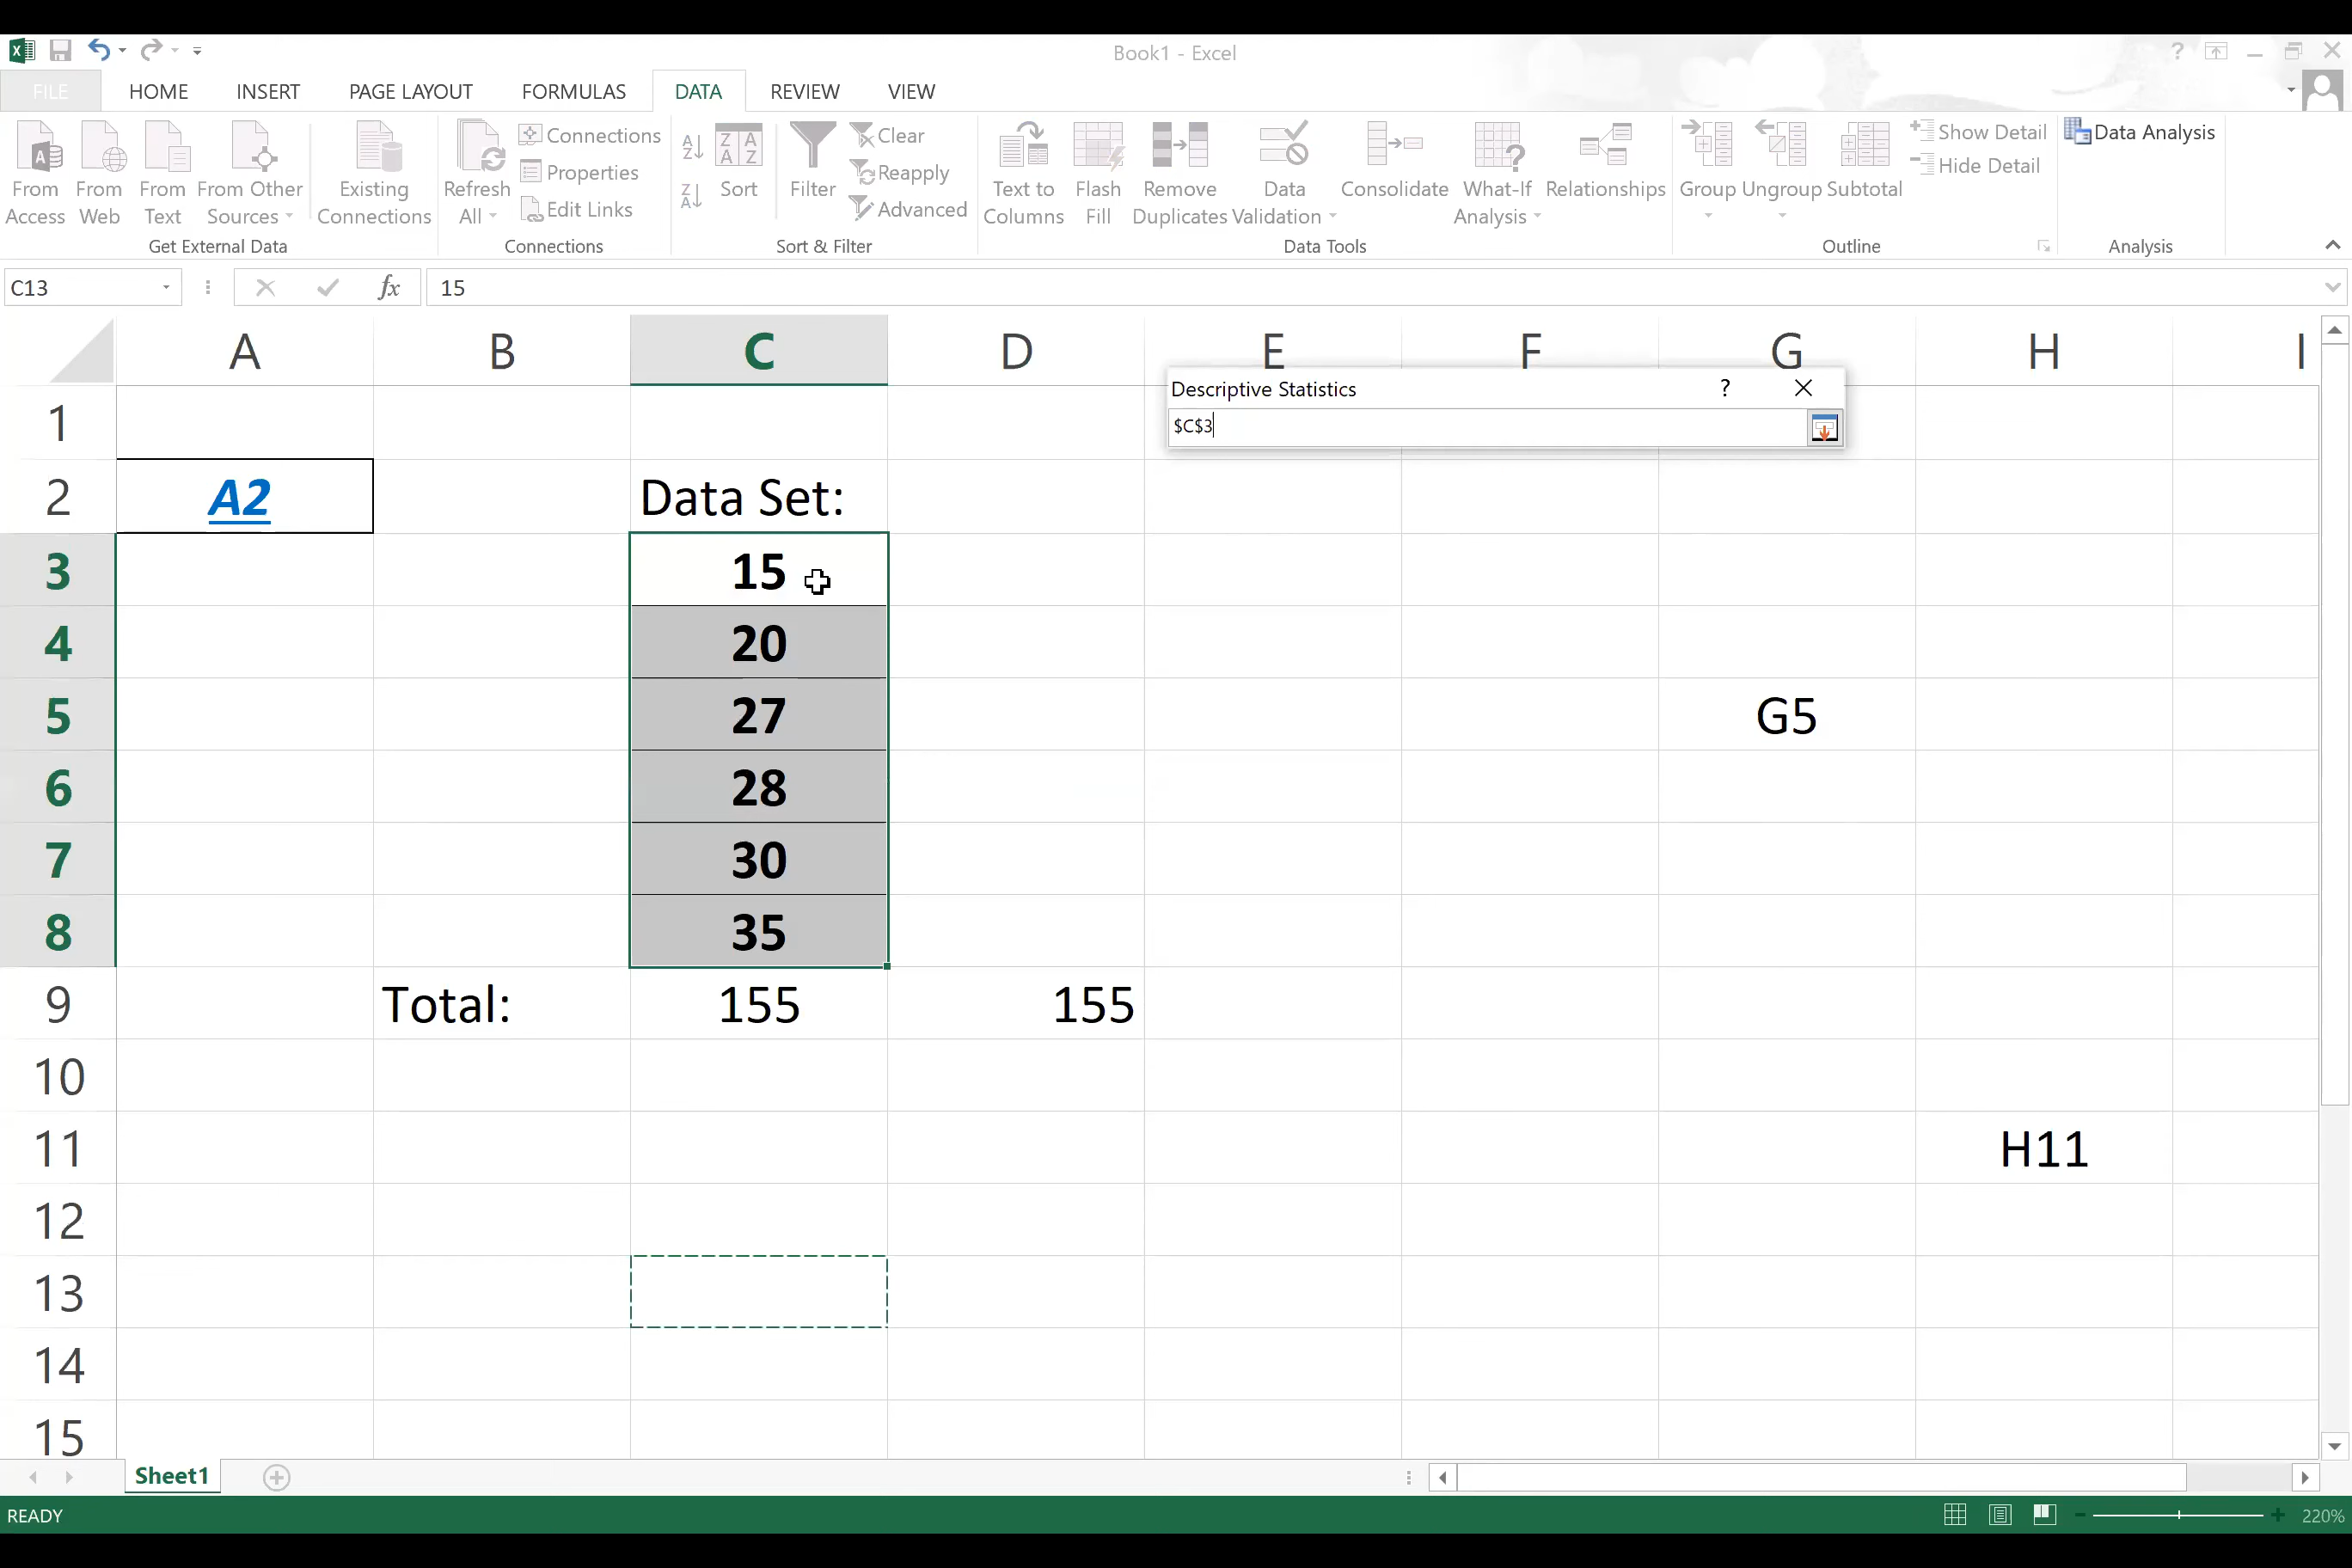 Book1 - Excel
FILE HOME INSERT PAGE LAYOUT FORMULAS DATA REVIEW VIEW
From Access
From Web
From Text
From Other Sources
Existing Connections
Get External Data
Refresh All
Connections
Properties
Edit Links
Connections
Sort
Filter
Clear
Reapply
Advanced
Sort & Filter
Text to Columns
Flash Fill
Remove Duplicates
Data Validation
Consolidate
What-If Analysis
Relationships
Data Tools
Group
Ungroup
Subtotal
Show Detail
Hide Detail
Outline
Data Analysis
Analysis
C13 fx 15
A B C D E F G H I
Descriptive Statistics ?
$C$3
1
2 A2 Data Set:
3 15
4 20
5 27 G5
6 28
7 30
8 35
9 Total: 155 155
10
11 H11
12
13
14
15
Sheet1
READY 220%